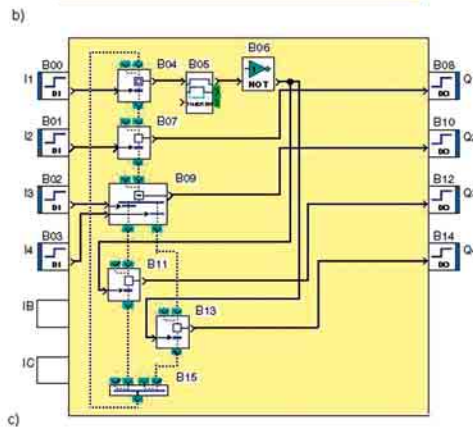 b)
B06
B00
B04
B05
B08
I1
Q
DI
NOT
DO
B01
B07
B10
I2
Q
DI
DO
B02
B09
B12
I3
Q
DI
DO
B03
B14
I4
Q
DI
DO
B11
B13
IB
B15
IC
c)